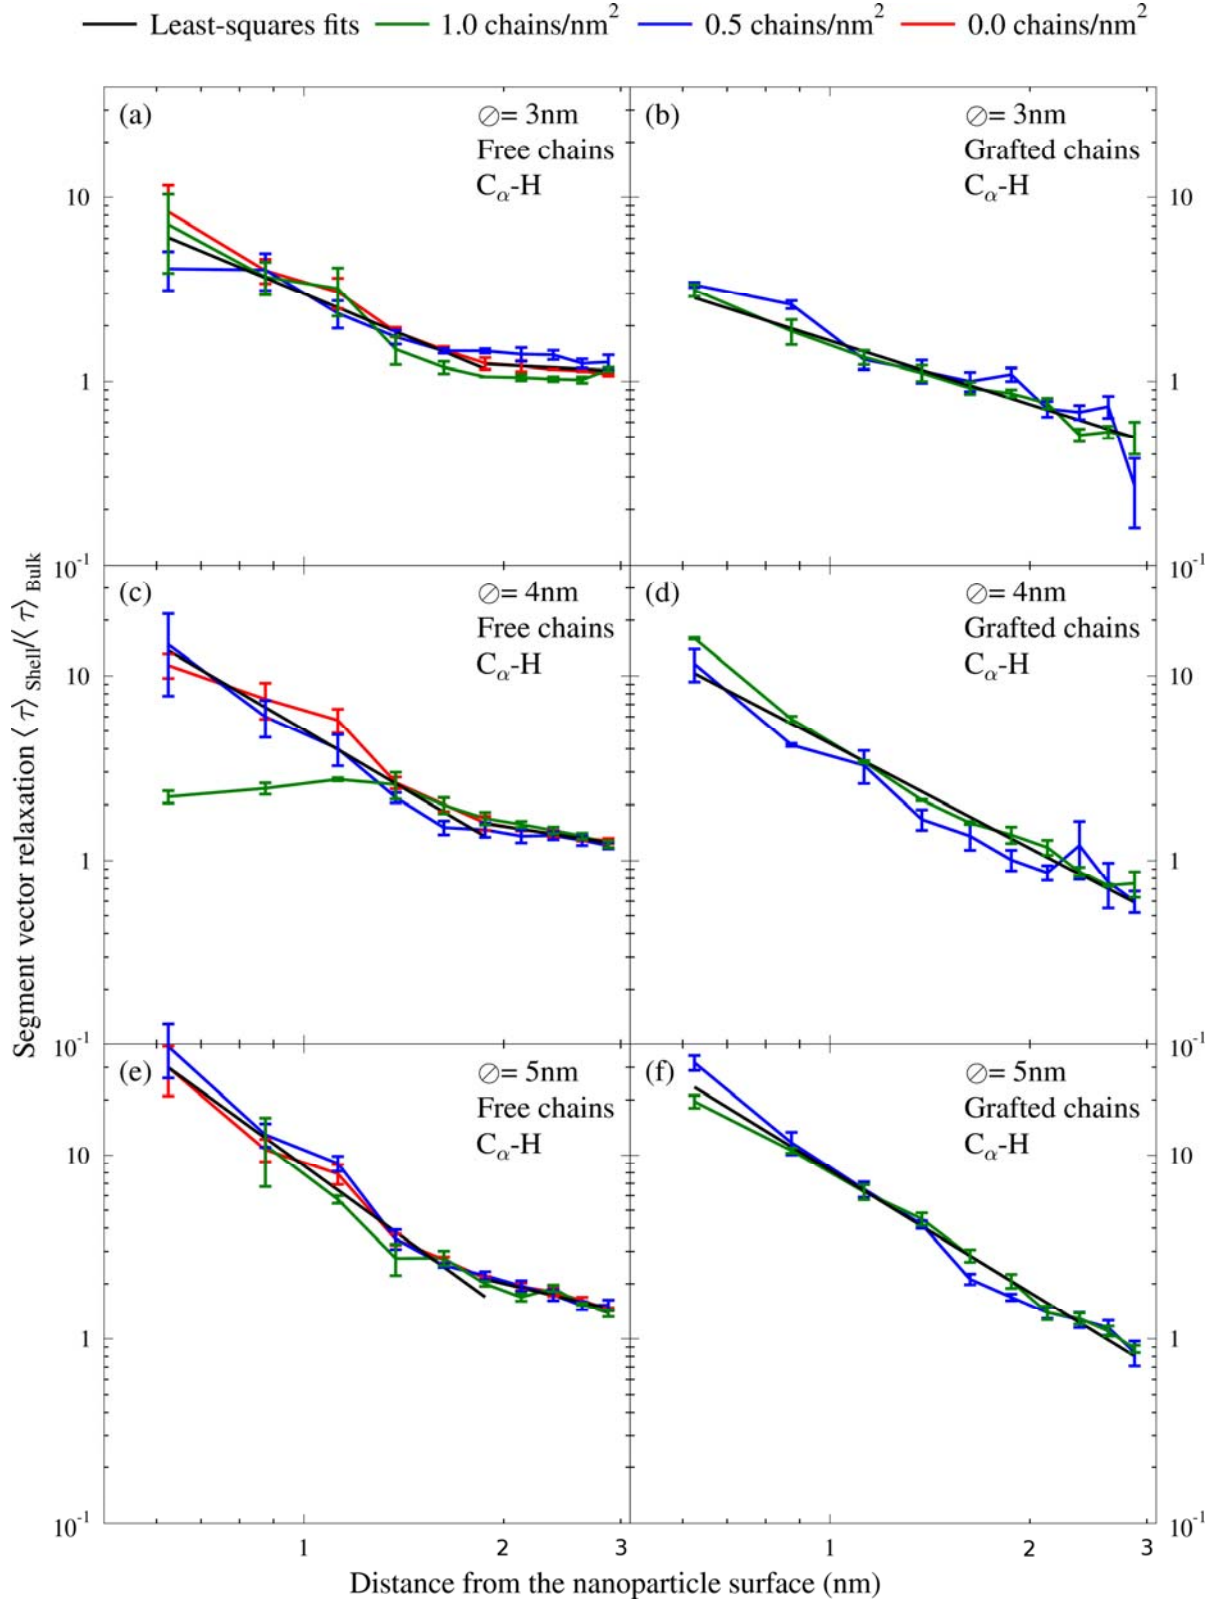 Least-squares fits 1.0 chains/nm² 0.5 chains/nm² 0.0 chains/nm²
(a) ∅= 3nm
Free chains
Cα-H
(b) ∅= 3nm
Grafted chains
Cα-H
10
1
10⁻¹
10
1
10⁻¹
(c) ∅= 4nm
Free chains
Cα-H
(d) ∅= 4nm
Grafted chains
Cα-H
10
1
10⁻¹
10
1
10⁻¹
(e) ∅= 5nm
Free chains
Cα-H
(f) ∅= 5nm
Grafted chains
Cα-H
10
1
10⁻¹
10
1
10⁻¹
Segment vector relaxation ⟨τ⟩Shell/⟨τ⟩Bulk
1 2 3 1 2 3
Distance from the nanoparticle surface (nm)